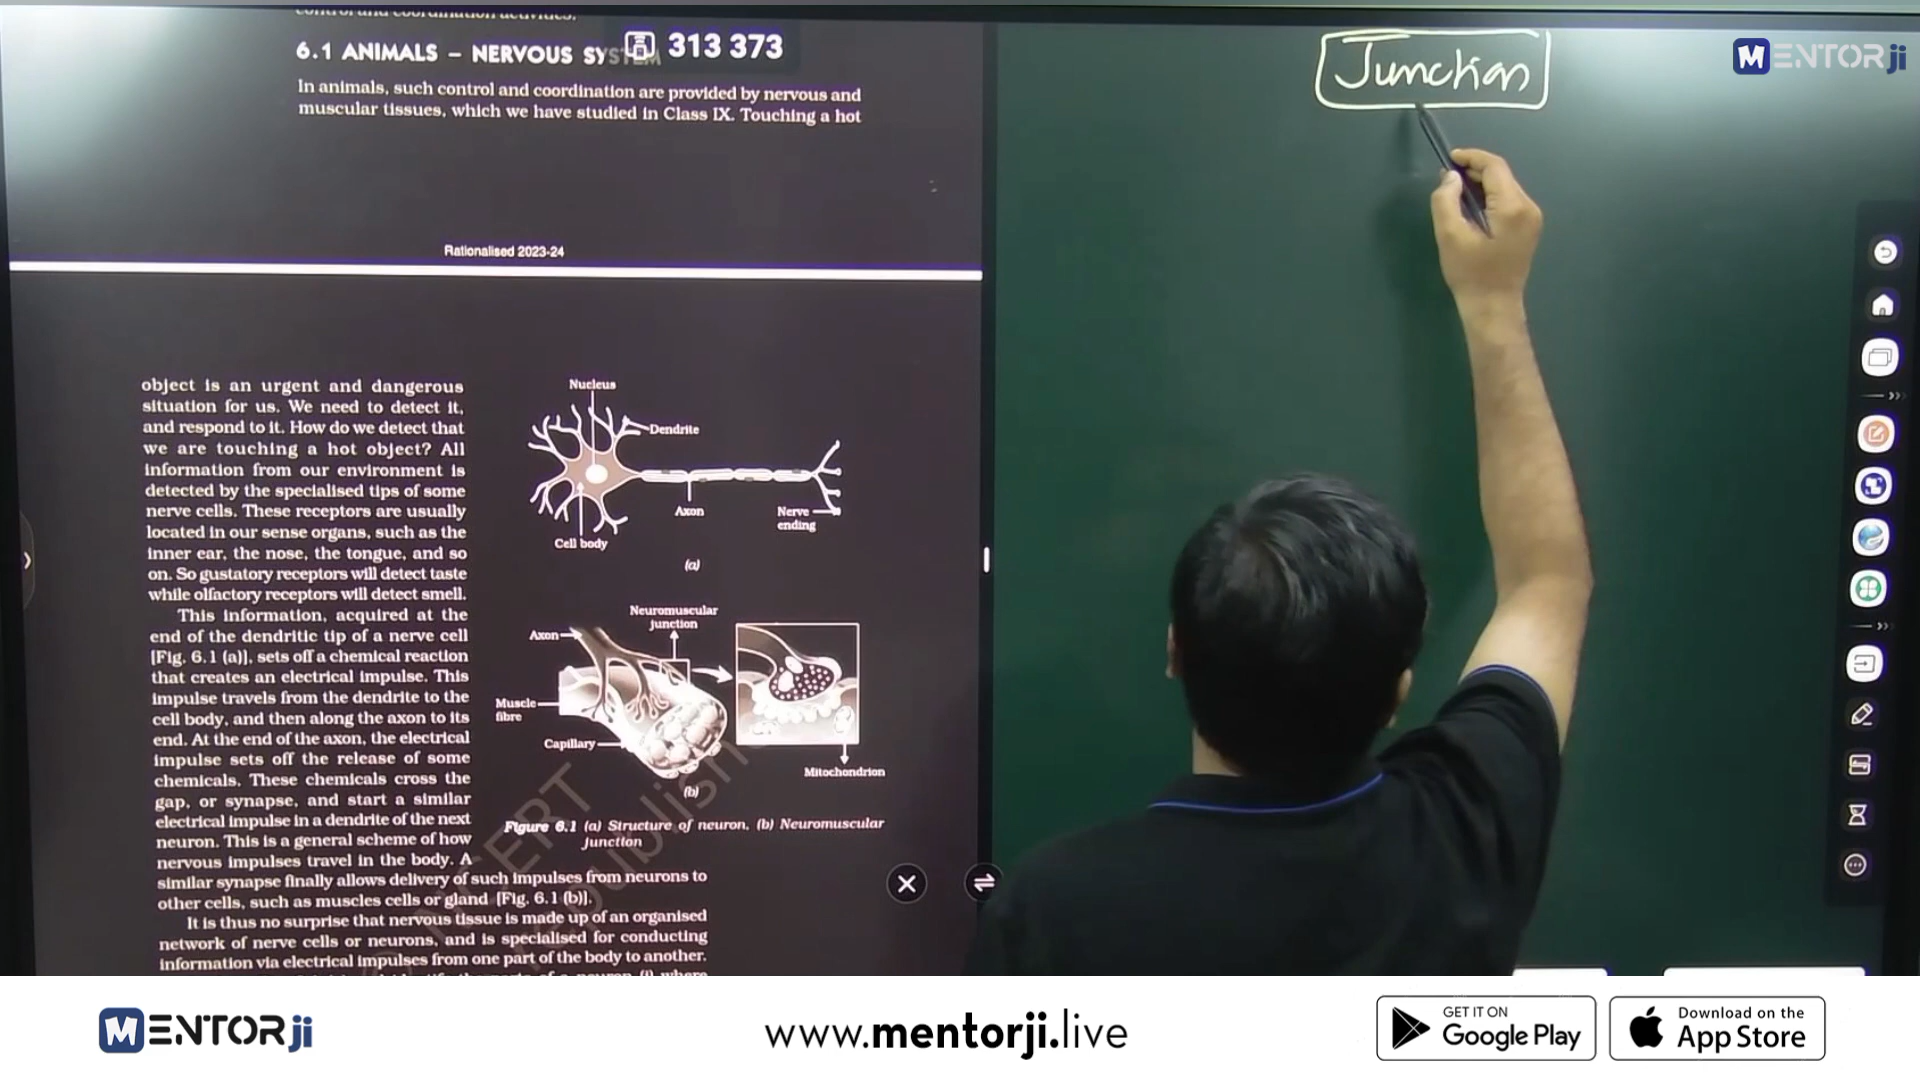 control and coordination activities.
6.1 ANIMALS – NERVOUS SYSTEM
313 373
In animals, such control and coordination are provided by nervous and
muscular tissues, which we have studied in Class IX. Touching a hot
Rationalised 2023-24
object is an urgent and dangerous
situation for us. We need to detect it,
and respond to it. How do we detect that
we are touching a hot object? All
information from our environment is
detected by the specialised tips of some
nerve cells. These receptors are usually
located in our sense organs, such as the
inner ear, the nose, the tongue, and so
on. So gustatory receptors will detect taste
while olfactory receptors will detect smell.
This information, acquired at the
end of the dendritic tip of a nerve cell
[Fig. 6.1 (a)], sets off a chemical reaction
that creates an electrical impulse. This
impulse travels from the dendrite to the
cell body, and then along the axon to its
end. At the end of the axon, the electrical
impulse sets off the release of some
chemicals. These chemicals cross the
gap, or synapse, and start a similar
electrical impulse in a dendrite of the next
neuron. This is a general scheme of how
nervous impulses travel in the body. A
similar synapse finally allows delivery of such impulses from neurons to
other cells, such as muscles cells or gland [Fig. 6.1 (b)].
It is thus no surprise that nervous tissue is made up of an organised
network of nerve cells or neurons, and is specialised for conducting
information via electrical impulses from one part of the body to another.
Nucleus
Dendrite
Axon
Nerve
ending
Cell body
(a)
Neuromuscular
junction
Axon
Muscle
fibre
Capillary
Mitochondrion
(b)
Figure 6.1 (a) Structure of neuron, (b) Neuromuscular
junction
NCERT
republish
Junction
MENTORji
MENTORji
www.mentorji.live
GET IT ON
Google Play
Download on the
App Store